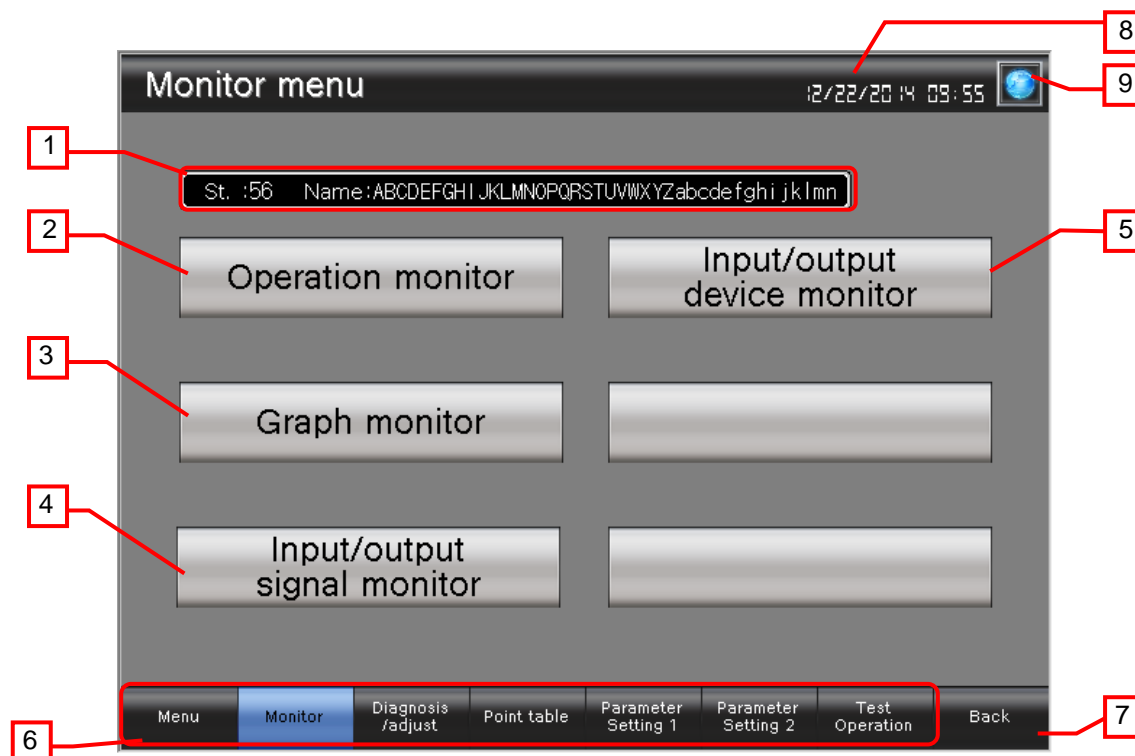 8
Monitor menu
12/22/2014 09:55
9
1
St. :56 Name:ABCDEFGHIJKLMNOPQRSTUVWXYZabcdefghijklmn
2
Operation monitor
Input/output
device monitor
5
3
Graph monitor
4
Input/output
signal monitor
Menu
Monitor
Diagnosis
/adjust
Point table
Parameter
Setting 1
Parameter
Setting 2
Test
Operation
Back
6
7